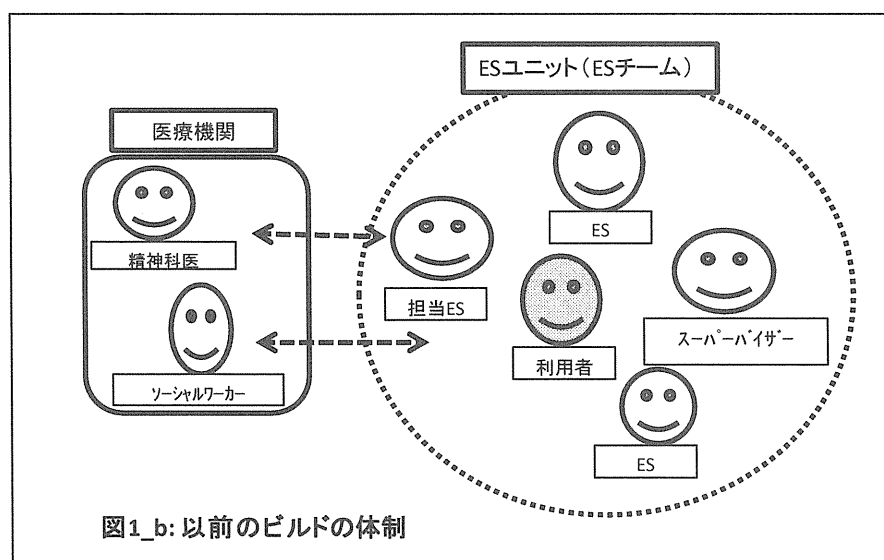 ESユニット(ESチーム)
医療機関
ES
精神科医
担当ES
スーパーバイザー
利用者
ソーシャルワーカー
ES
図1_b: 以前のビルドの体制